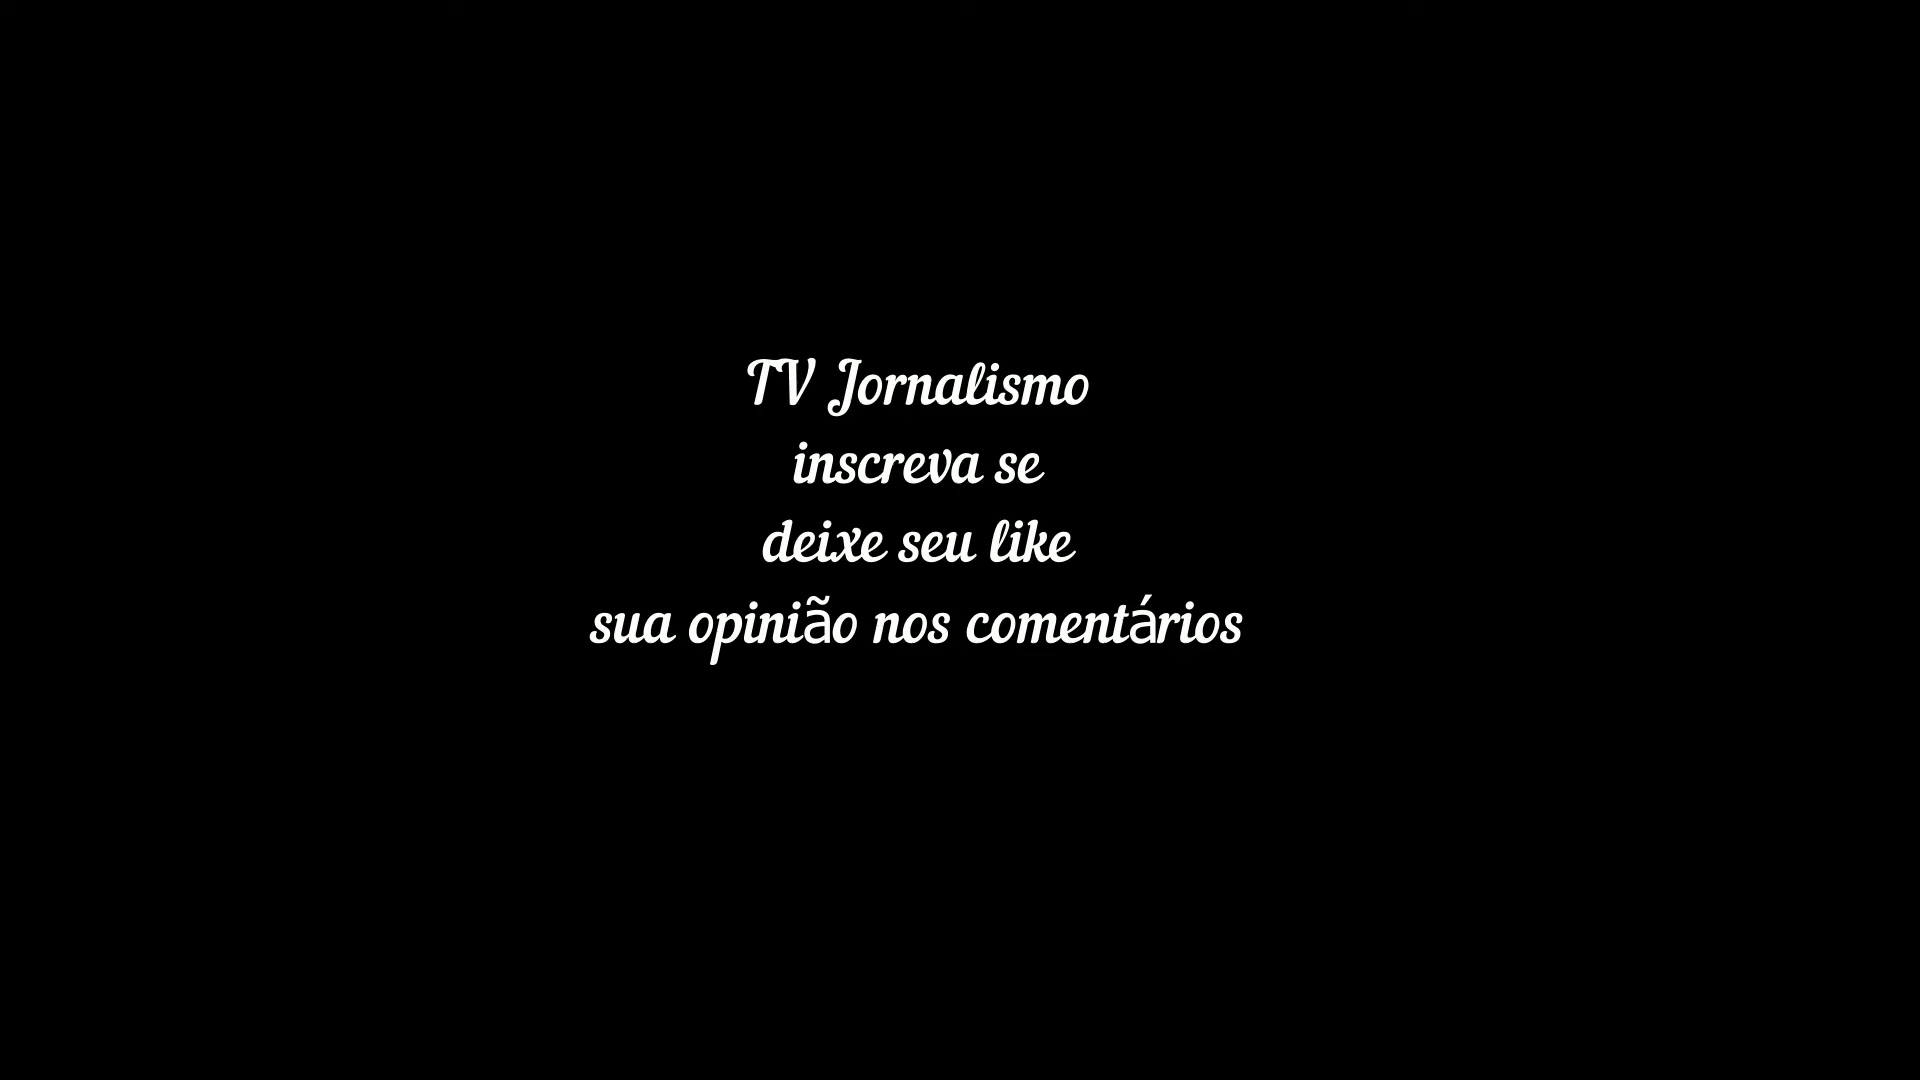 TV Jornalismo
inscreva se
deixe seu like
sua opinião nos comentários